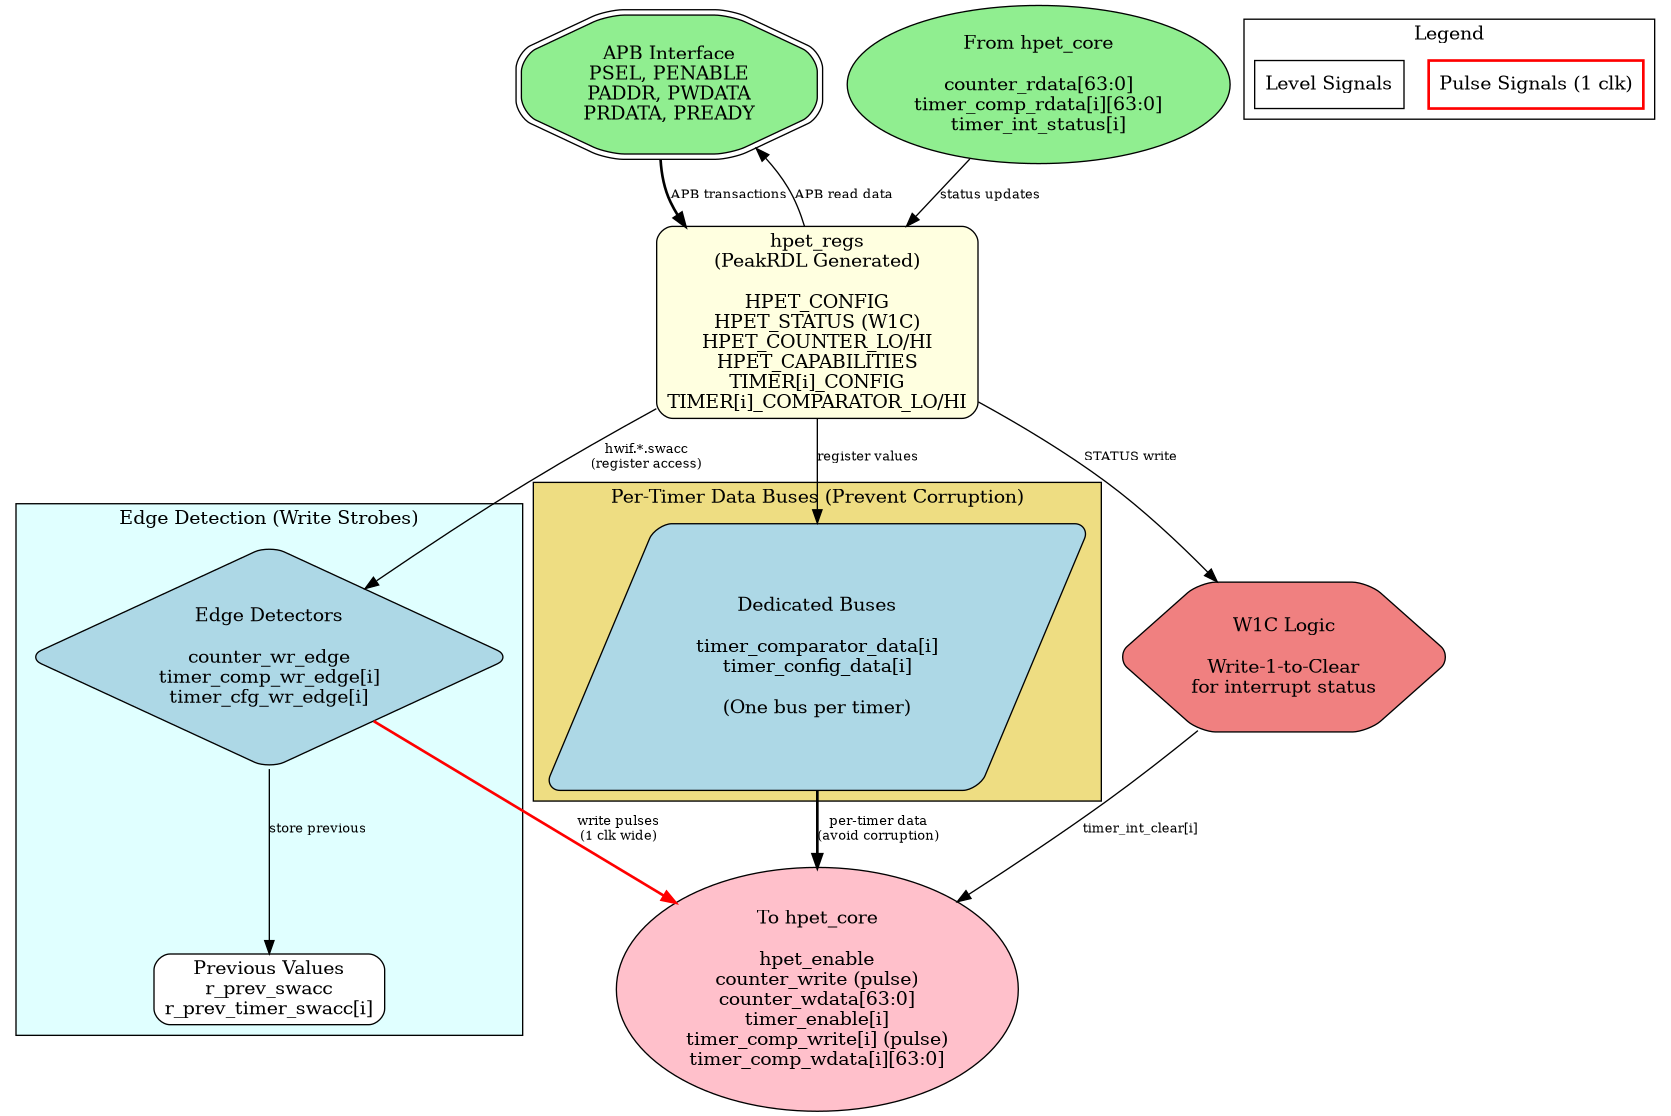 APB Interface
PSEL, PENABLE
PADDR, PWDATA
PRDATA, PREADY
From hpet_core
counter_rdata[63:0]
timer_comp_rdata[i][63:0]
timer_int_status[i]
Legend
Level Signals
Pulse Signals (1 clk)
APB transactions
APB read data
status updates
hpet_regs
(PeakRDL Generated)
HPET_CONFIG
HPET_STATUS (W1C)
HPET_COUNTER_LO/HI
HPET_CAPABILITIES
TIMER[i]_CONFIG
TIMER[i]_COMPARATOR_LO/HI
hwif.*.swacc
(register access)
register values
STATUS write
Edge Detection (Write Strobes)
Edge Detectors
counter_wr_edge
timer_comp_wr_edge[i]
timer_cfg_wr_edge[i]
Per-Timer Data Buses (Prevent Corruption)
Dedicated Buses
timer_comparator_data[i]
timer_config_data[i]
(One bus per timer)
W1C Logic
Write-1-to-Clear
for interrupt status
store previous
write pulses
(1 clk wide)
per-timer data
(avoid corruption)
timer_int_clear[i]
Previous Values
r_prev_swacc
r_prev_timer_swacc[i]
To hpet_core
hpet_enable
counter_write (pulse)
counter_wdata[63:0]
timer_enable[i]
timer_comp_write[i] (pulse)
timer_comp_wdata[i][63:0]